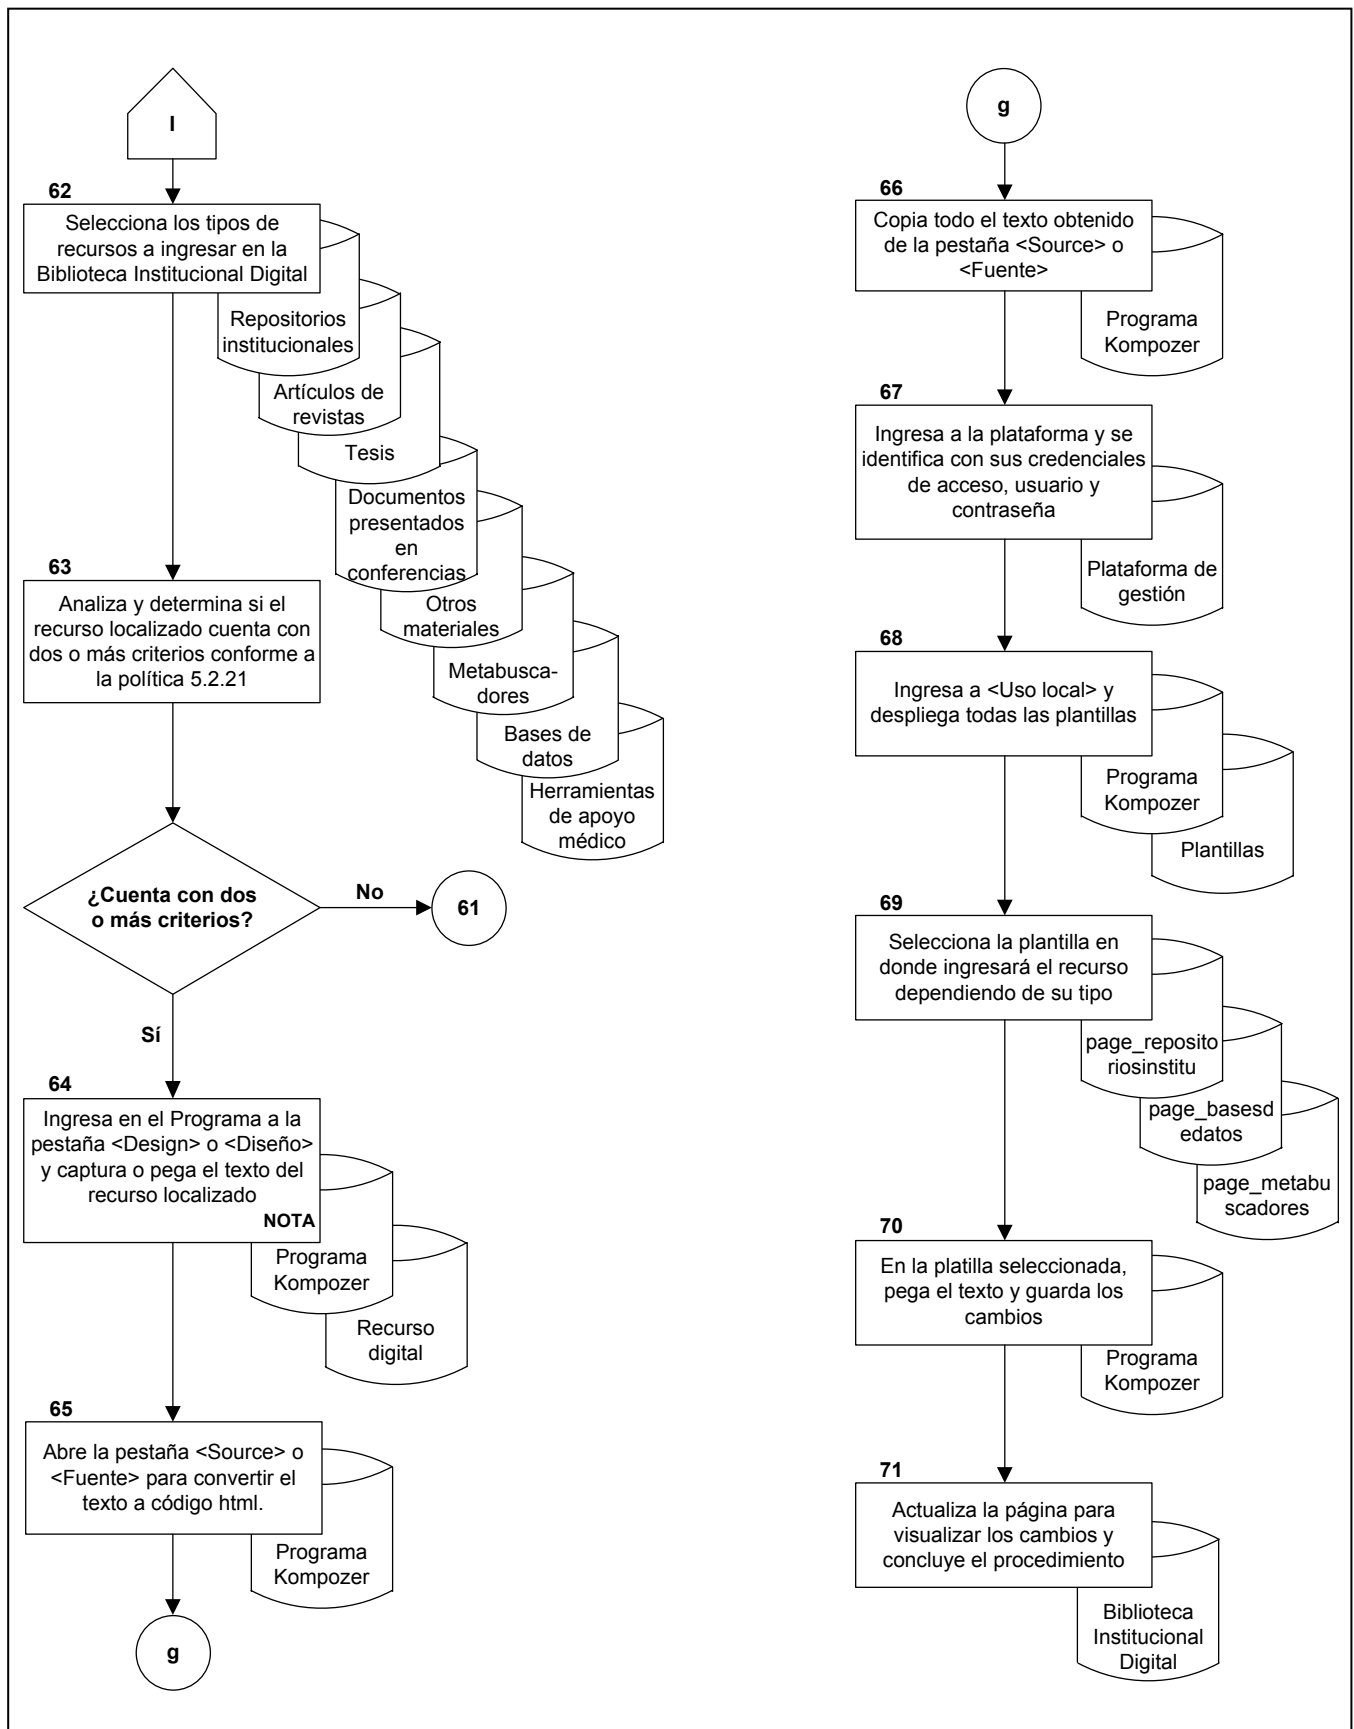 I
62
Selecciona los tipos de
recursos a ingresar en la
Biblioteca Institucional Digital
Repositorios
institucionales
Artículos de
revistas
Tesis
Documentos
presentados
en
conferencias
Otros
materiales
Metabusca-
dores
Bases de
datos
Herramientas
de apoyo
médico
63
Analiza y determina si el
recurso localizado cuenta con
dos o más criterios conforme a
la política 5.2.21
¿Cuenta con dos
o más criterios?
No
61
Sí
64
Ingresa en el Programa a la
pestaña <Design> o <Diseño>
y captura o pega el texto del
recurso localizado
NOTA
Programa
Kompozer
Recurso
digital
65
Abre la pestaña <Source> o
<Fuente> para convertir el
texto a código html.
Programa
Kompozer
g
g
66
Copia todo el texto obtenido
de la pestaña <Source> o
<Fuente>
Programa
Kompozer
67
Ingresa a la plataforma y se
identifica con sus credenciales
de acceso, usuario y
contraseña
Plataforma de
gestión
68
Ingresa a <Uso local> y
despliega todas las plantillas
Programa
Kompozer
Plantillas
69
Selecciona la plantilla en
donde ingresará el recurso
dependiendo de su tipo
page_reposito
riosinstitu
page_basesd
edatos
page_metabu
scadores
70
En la platilla seleccionada,
pega el texto y guarda los
cambios
Programa
Kompozer
71
Actualiza la página para
visualizar los cambios y
concluye el procedimiento
Biblioteca
Institucional
Digital